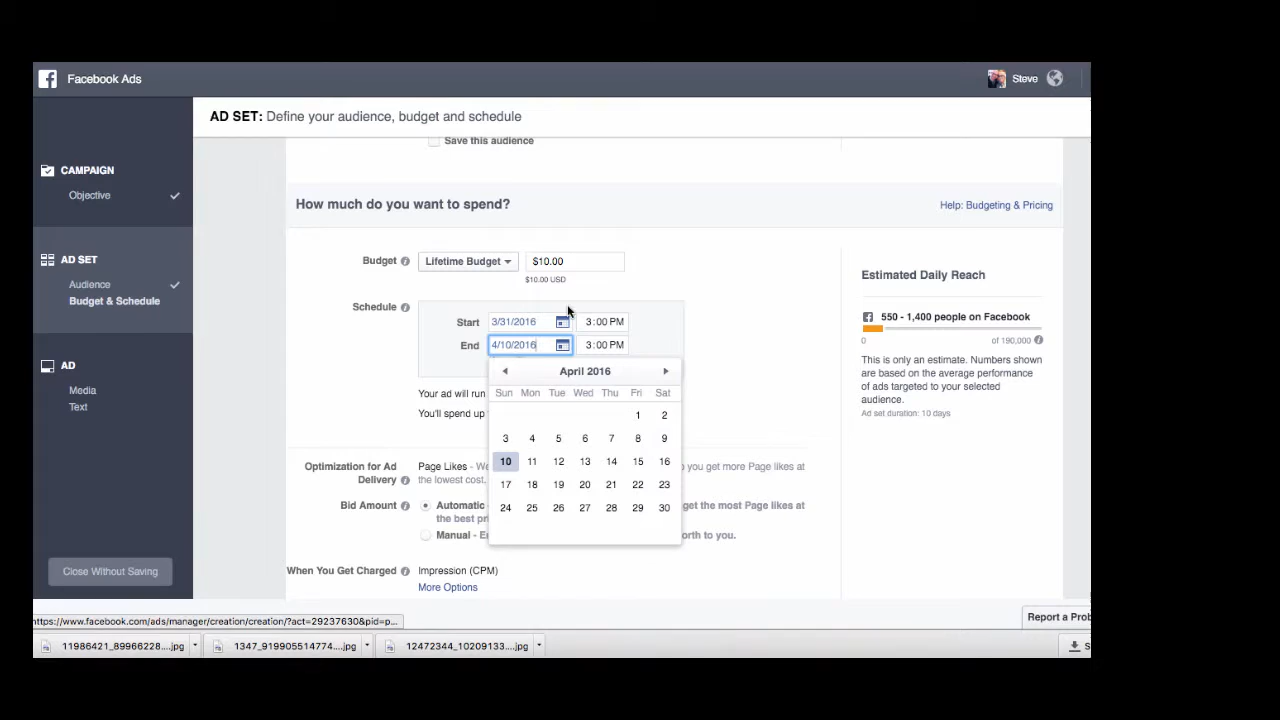 Facebook Ads
Steve
AD SET: Define your audience, budget and schedule
CAMPAIGN
Objective
AD SET
Audience
Budget & Schedule
AD
Media
Text
Close Without Saving
Save this audience
How much do you want to spend?
Help: Budgeting & Pricing
Budget
Lifetime Budget
$10.00
$10.00 USD
Schedule
Start
3/31/2016
3:00 PM
End
4/10/2016
3:00 PM
April 2016
Sun Mon Tue Wed Thu Fri Sat
1 2
3 4 5 6 7 8 9
10 11 12 13 14 15 16
17 18 19 20 21 22 23
24 25 26 27 28 29 30
Your ad will run
You'll spend up
Optimization for Ad
Delivery
Page Likes - We
you get more Page likes at
the lowest cost.
Bid Amount
Automatic -
get the most Page likes at
the best pri
Manual - E
orth to you.
When You Get Charged
Impression (CPM)
More Options
Estimated Daily Reach
550 - 1,400 people on Facebook
0
of 190,000
This is only an estimate. Numbers shown
are based on the average performance
of ads targeted to your selected
audience.
Ad set duration: 10 days
Report a Prob
https://www.facebook.com/ads/manager/creation/creation/?act=29237630&pid=p...
11986421_89966228....jpg
1347_919905514774....jpg
12472344_10209133....jpg
S